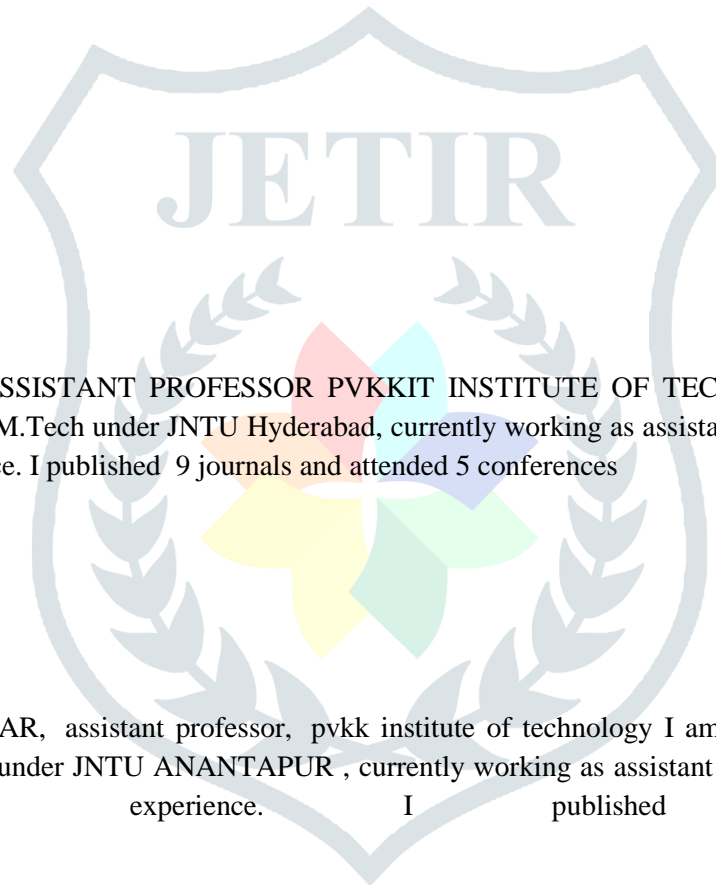 JETIR
ASSISTANT PROFESSOR PVKKIT INSTITUTE OF TEC
M.Tech under JNTU Hyderabad, currently working as assista
ce. I published 9 journals and attended 5 conferences
AR, assistant professor, pvkk institute of technology I am
under JNTU ANANTAPUR , currently working as assistant
experience. I published